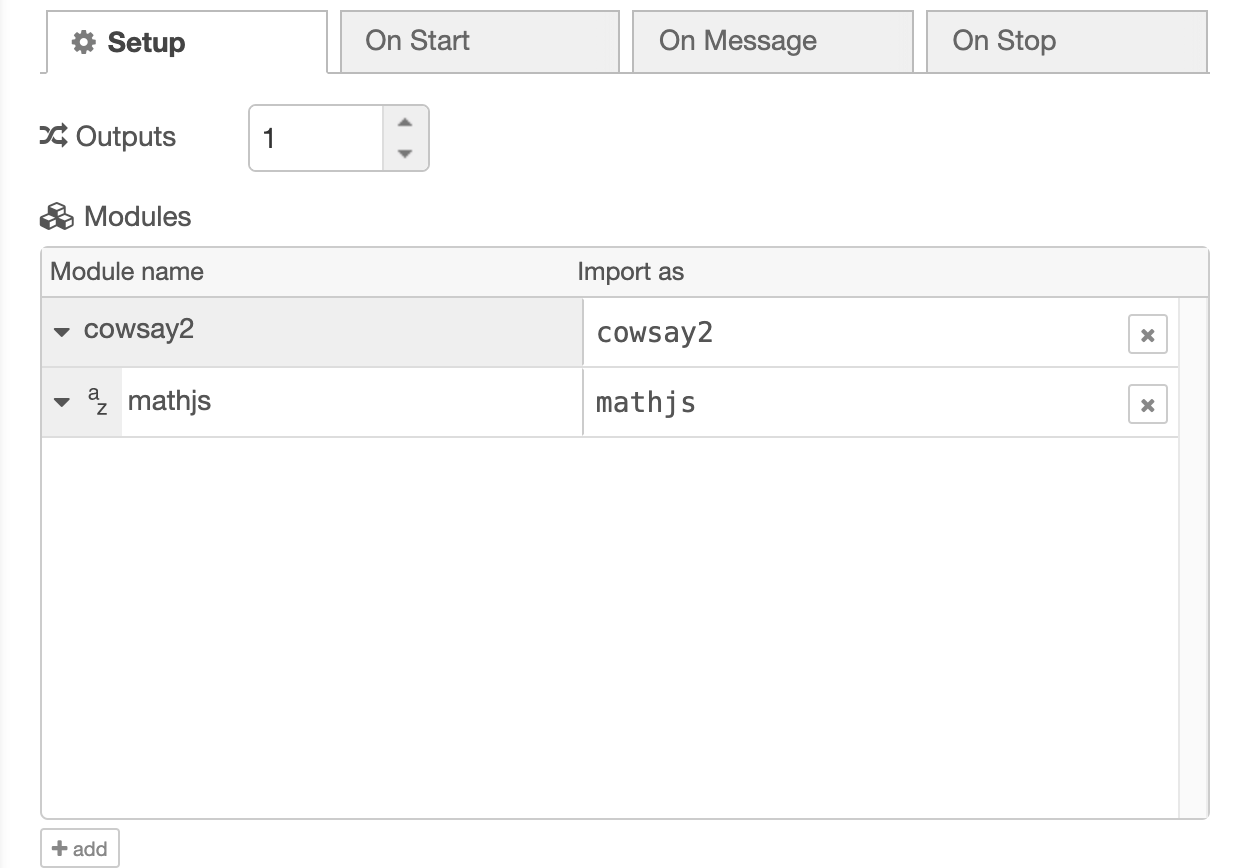 Setup On Start On Message On Stop
Outputs 1
Modules
Module name Import as
cowsay2 cowsay2
az mathjs mathjs
add